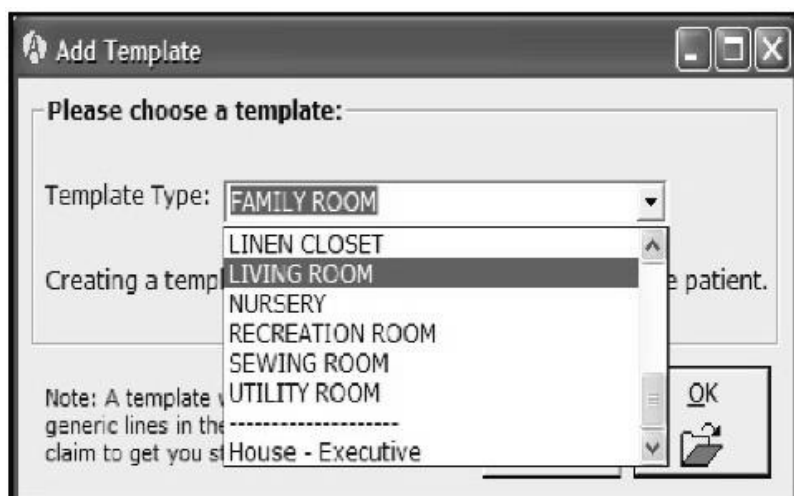 Add Template
Please choose a template:
Template Type: FAMILY ROOM
LINEN CLOSET
LIVING ROOM
Creating a templ e patient.
NURSERY
RECREATION ROOM
SEWING ROOM
UTILITY ROOM
--------------------
House - Executive
Note: A template
generic lines in the
claim to get you st
OK